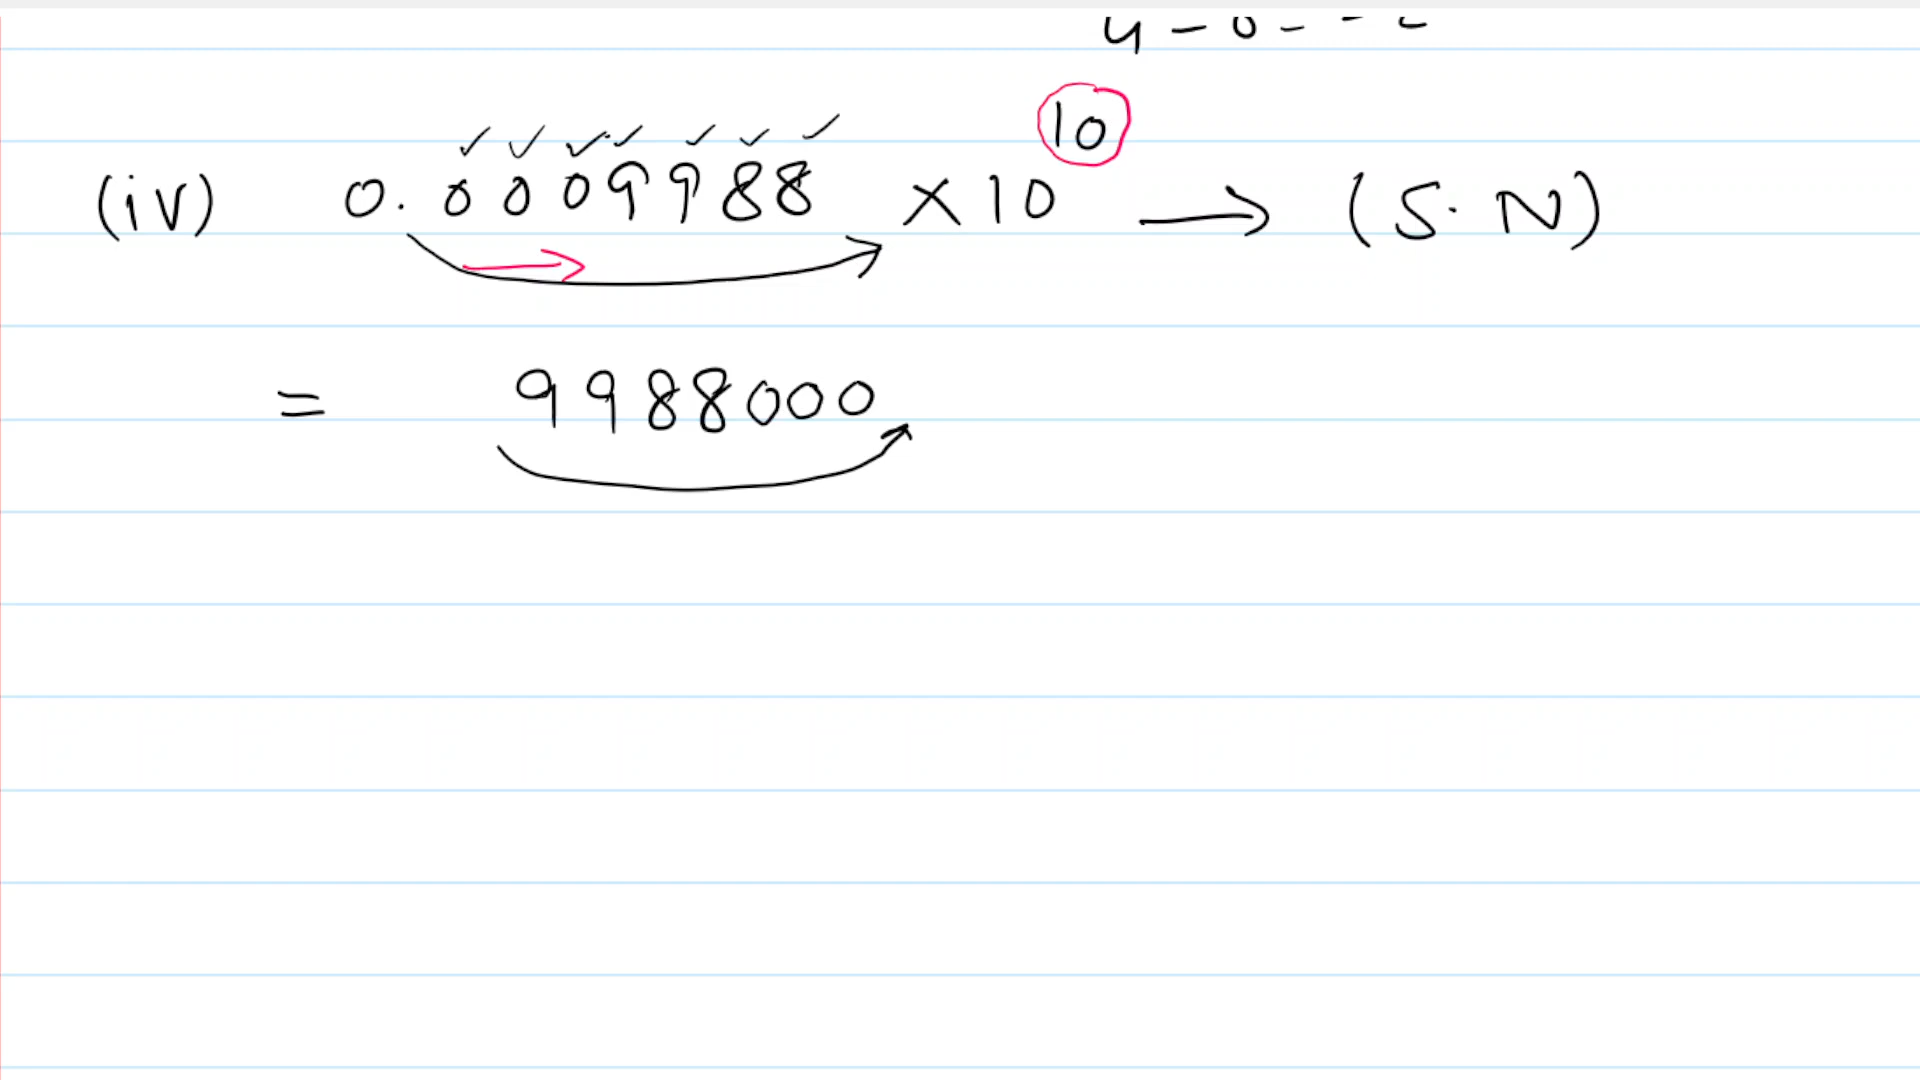 (iv) 0.0009988 × 10^10 → (S.N)
= 9988000